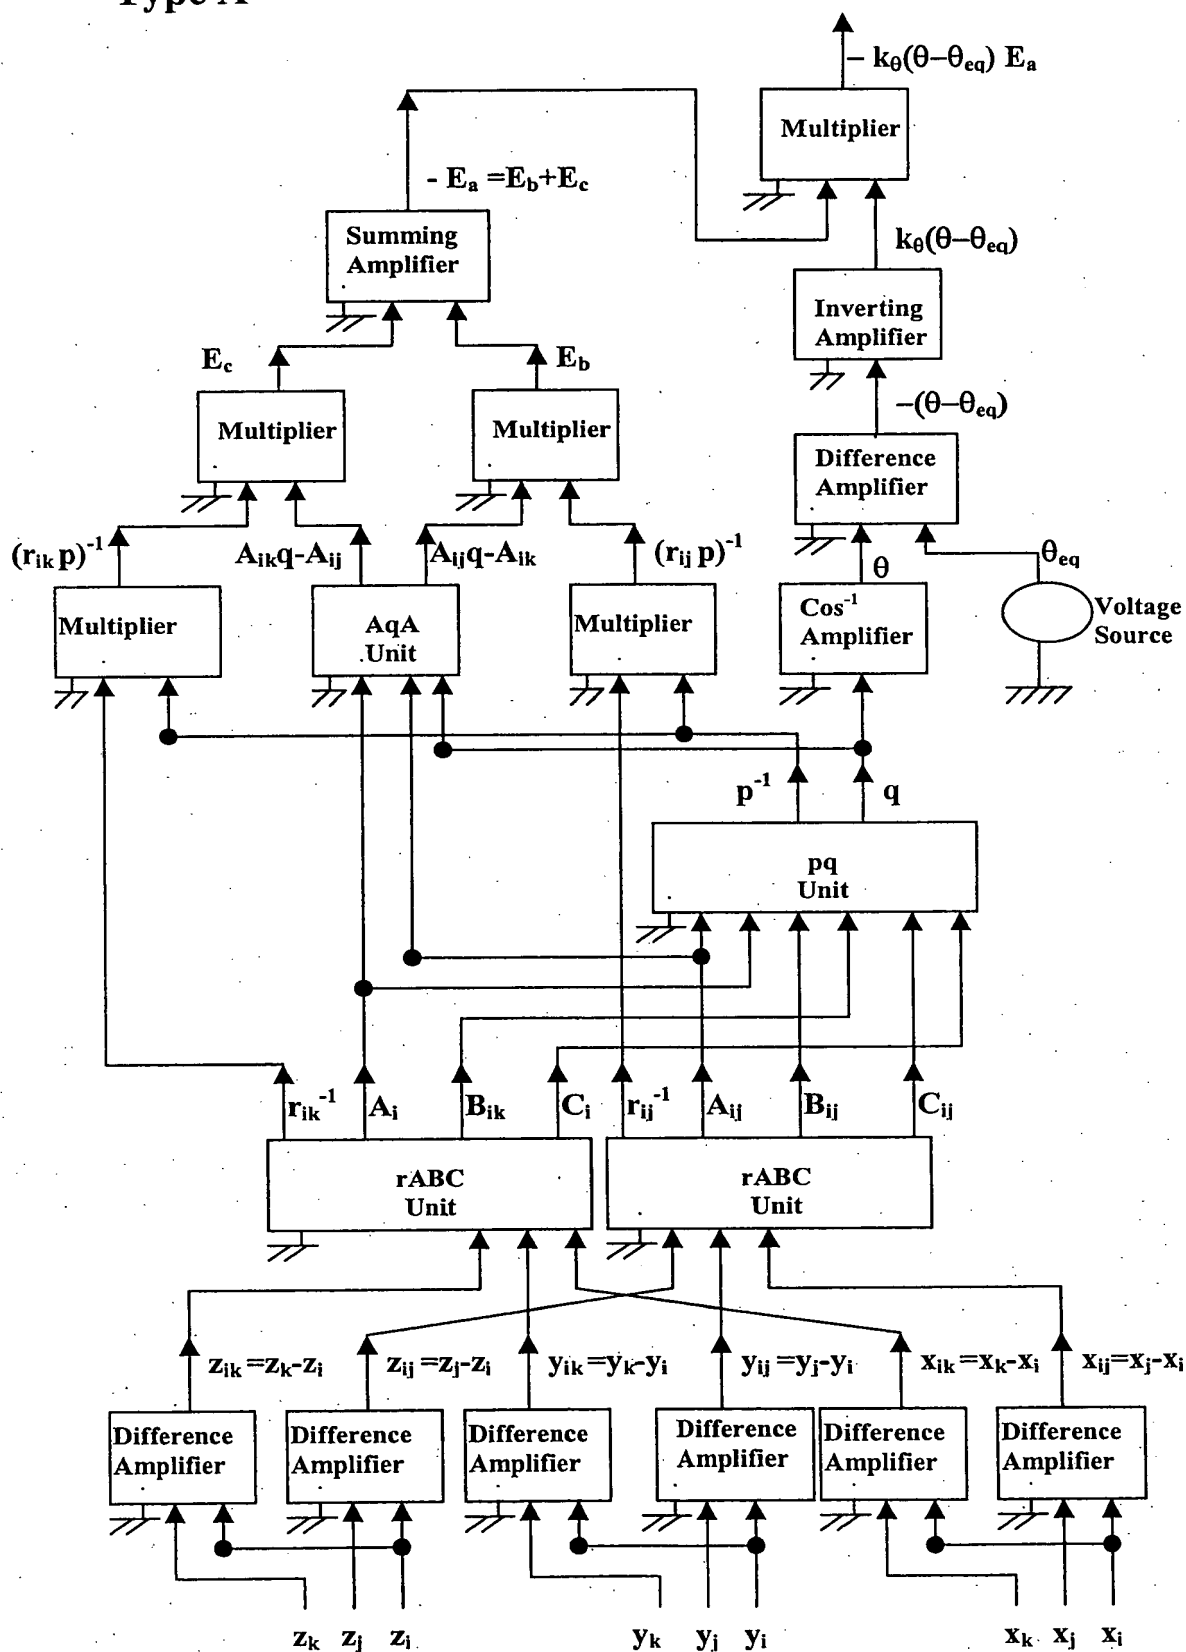 Type A
– kθ(θ–θeq) Ea
Multiplier
- Ea =Eb+Ec
Summing
Amplifier
kθ(θ–θeq)
Inverting
Amplifier
Ec
Eb
–(θ–θeq)
Multiplier
Multiplier
Difference
Amplifier
(rik p)-1
Aikq-Aij
Aijq-Aik
(rij p)-1
θ
θeq
Multiplier
AqA
Unit
Multiplier
Cos-1
Amplifier
Voltage
Source
p-1
q
pq
Unit
rik-1
Ai
Bik
Ci
rij-1
Aij
Bij
Cij
rABC
Unit
rABC
Unit
zik=zk-zi
zij=zj-zi
yik=yk-yi
yij=yj-yi
xik=xk-xi
xij=xj-xi
Difference
Amplifier
Difference
Amplifier
Difference
Amplifier
Difference
Amplifier
Difference
Amplifier
Difference
Amplifier
zk zj zi
yk yj yi
xk xj xi